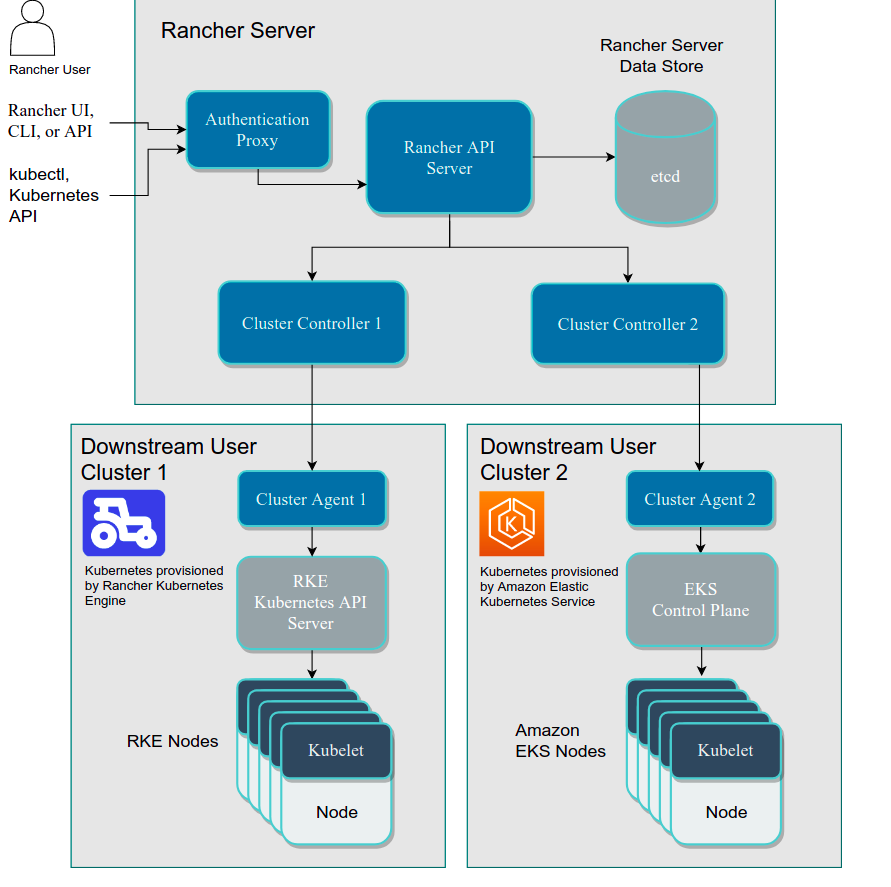 Rancher Server
Rancher User
Rancher Server
Data Store
Rancher UI,
CLI, or API
kubectl,
Kubernetes
API
Authentication
Proxy
Rancher API
Server
etcd
Cluster Controller 1
Cluster Controller 2
Downstream User
Cluster 1
Cluster Agent 1
Kubernetes provisioned
by Rancher Kubernetes
Engine
RKE
Kubernetes API
Server
RKE Nodes
Kubelet
Node
Downstream User
Cluster 2
K
Cluster Agent 2
Kubernetes provisioned
by Amazon Elastic
Kubernetes Service
EKS
Control Plane
Amazon
EKS Nodes
Kubelet
Node